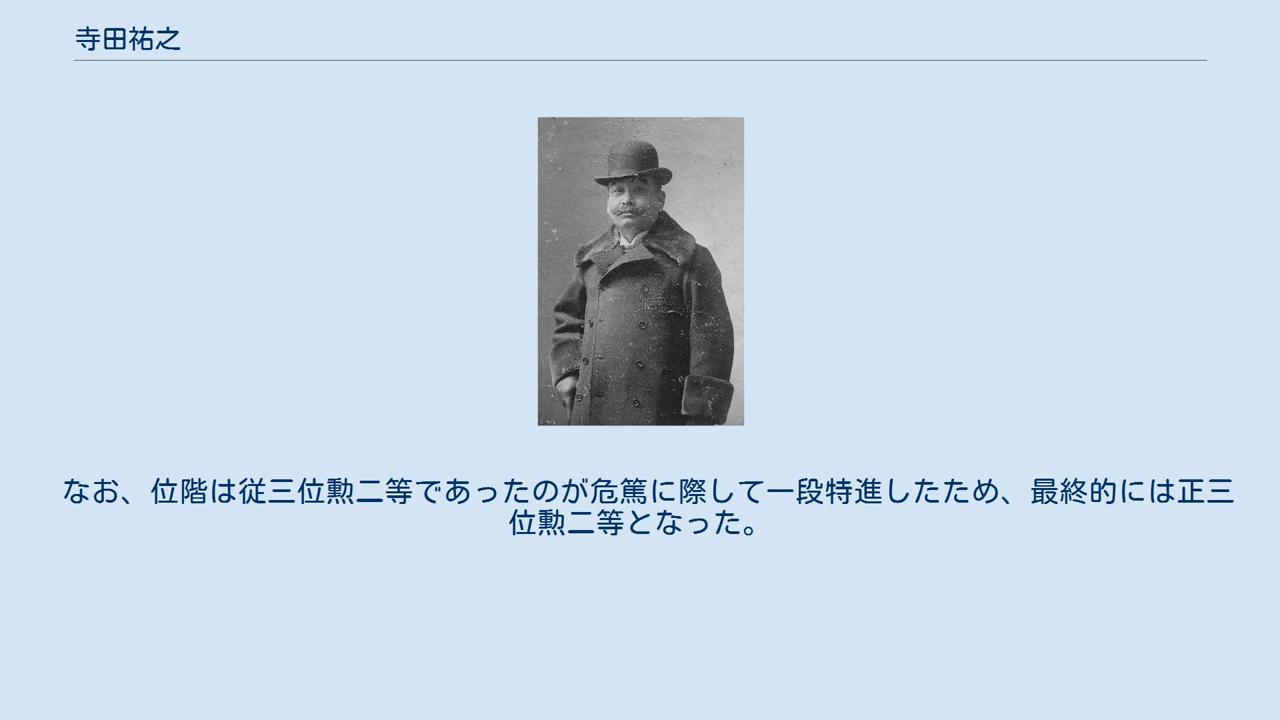 寺田祐之
なお、位階は従三位勲二等であったのが危篤に際して一段特進したため、最終的には正三
位勲二等となった。